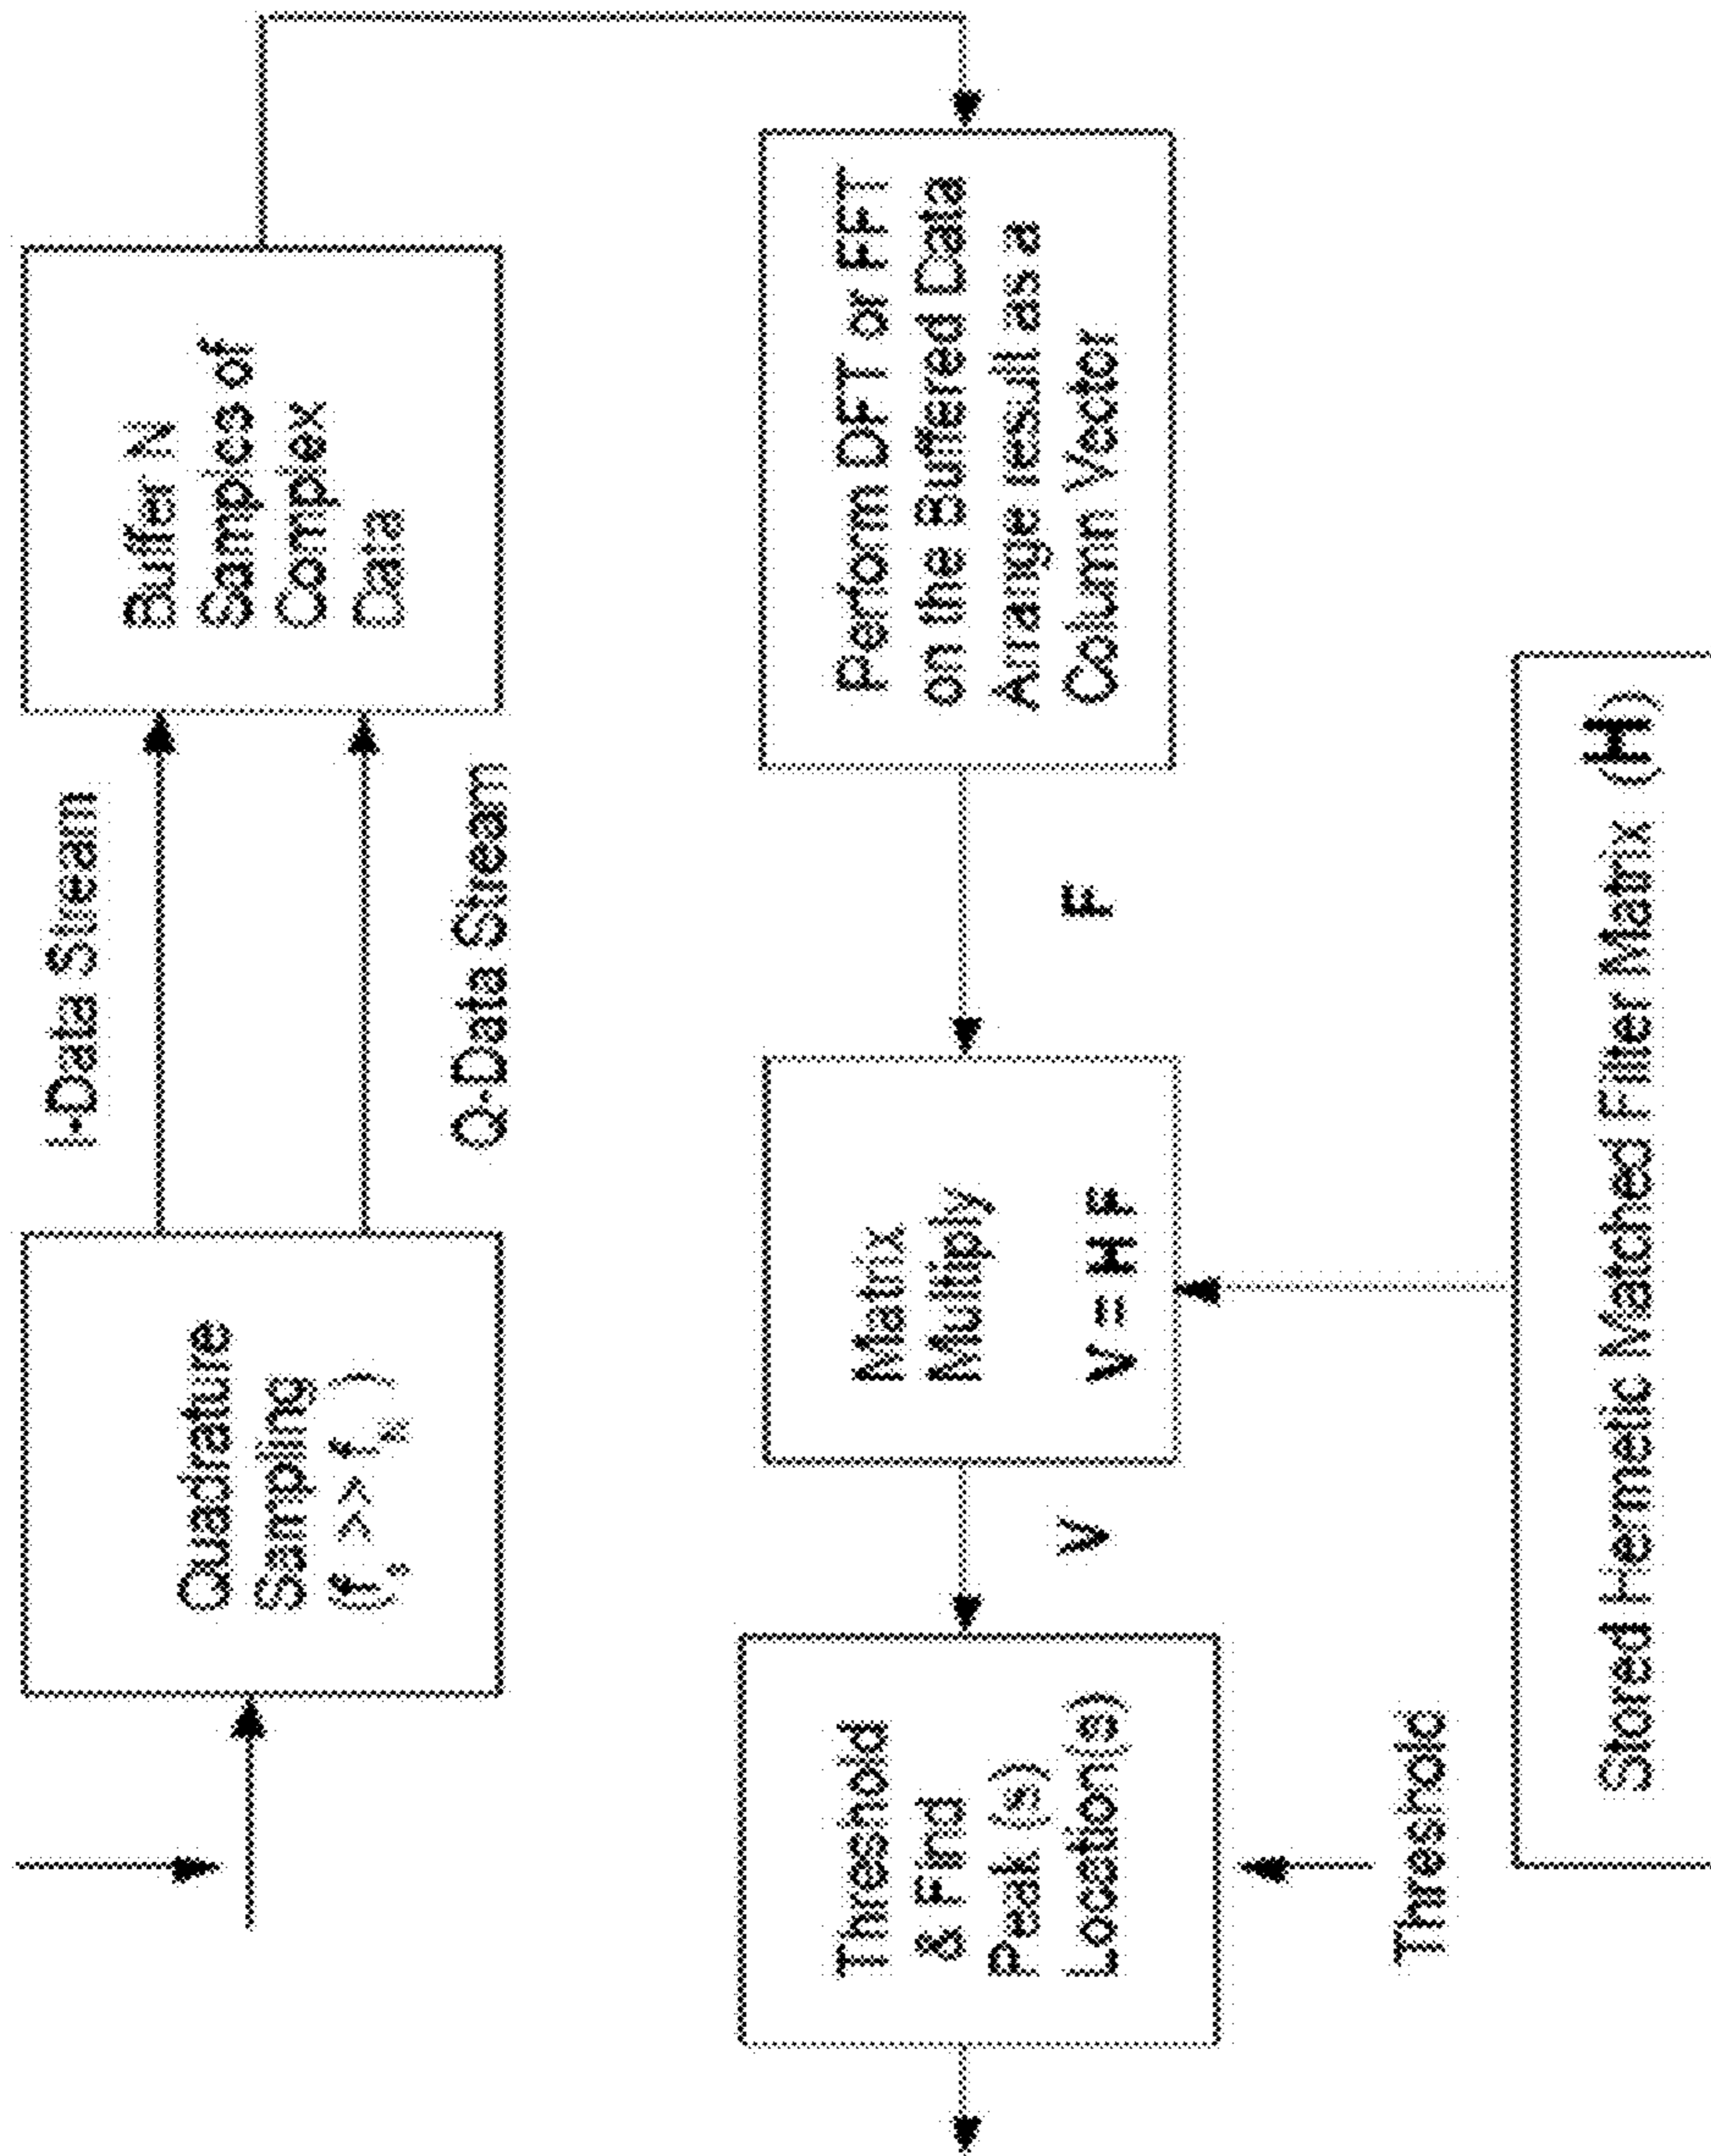 I-Data Stream
Quadrature
Sampling
Buffer N
Samples of
Complex
Data
Q-Data Stream
Threshold
& Find
Peak (s)
Location(s)
V
Matrix
Multiply
V = H F
F
Perform DFT or FFT
on the Buffered Data
Arrange result as a
Column Vector
Threshold
Stored Hermetic Matched Filter Matrix (H)